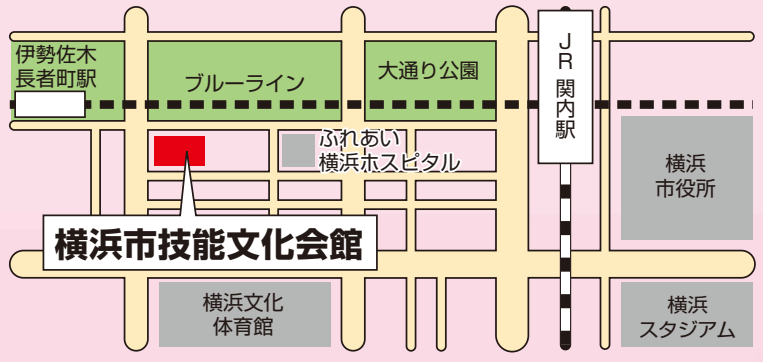 伊勢佐木
長者町駅
ブルーライン
大通り公園
JR関内駅
ふれあい
横浜ホスピタル
横浜
市役所
横浜市技能文化会館
横浜文化
体育館
横浜
スタジアム